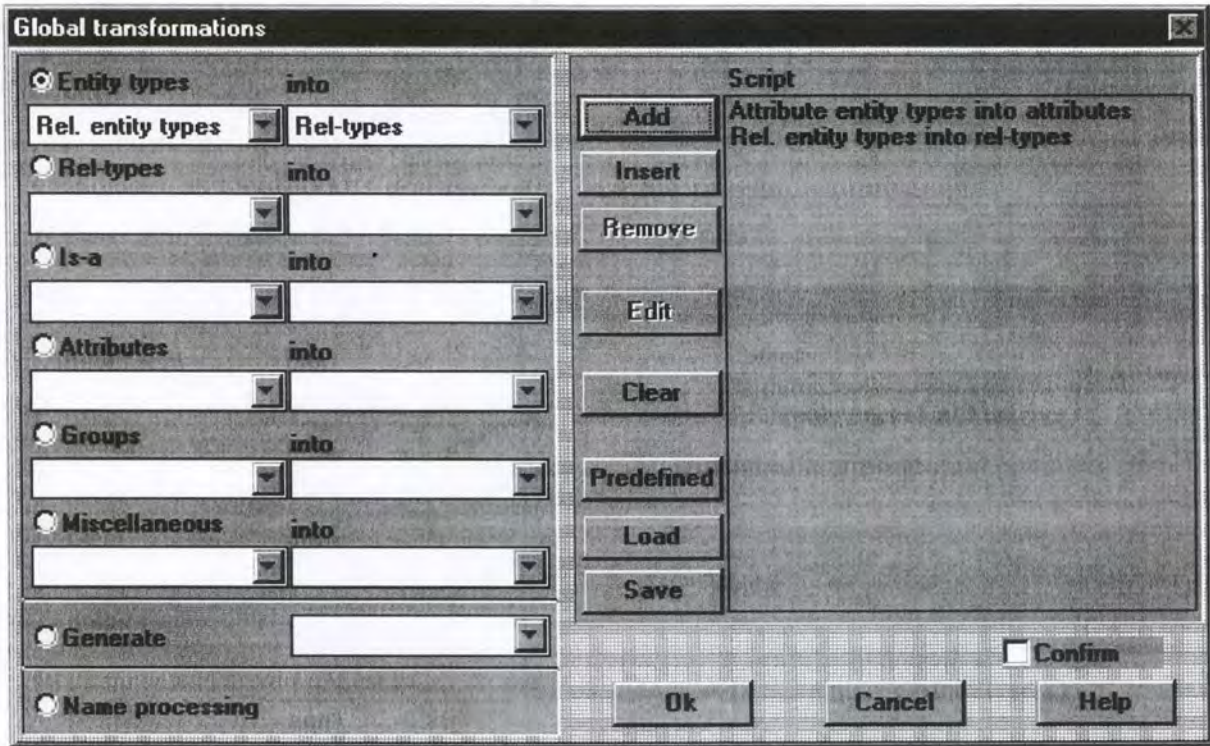 Global transformations
Entity types into
Rel. entity types Rel-types
Rel-types into
Is-a into
Attributes into
Groups into
Miscellaneous into
Generate
Name processing
Script
Add
Insert
Remove
Edit
Clear
Predefined
Load
Save
Attribute entity types into attributes
Rel. entity types into rel-types
Confirm
Ok Cancel Help